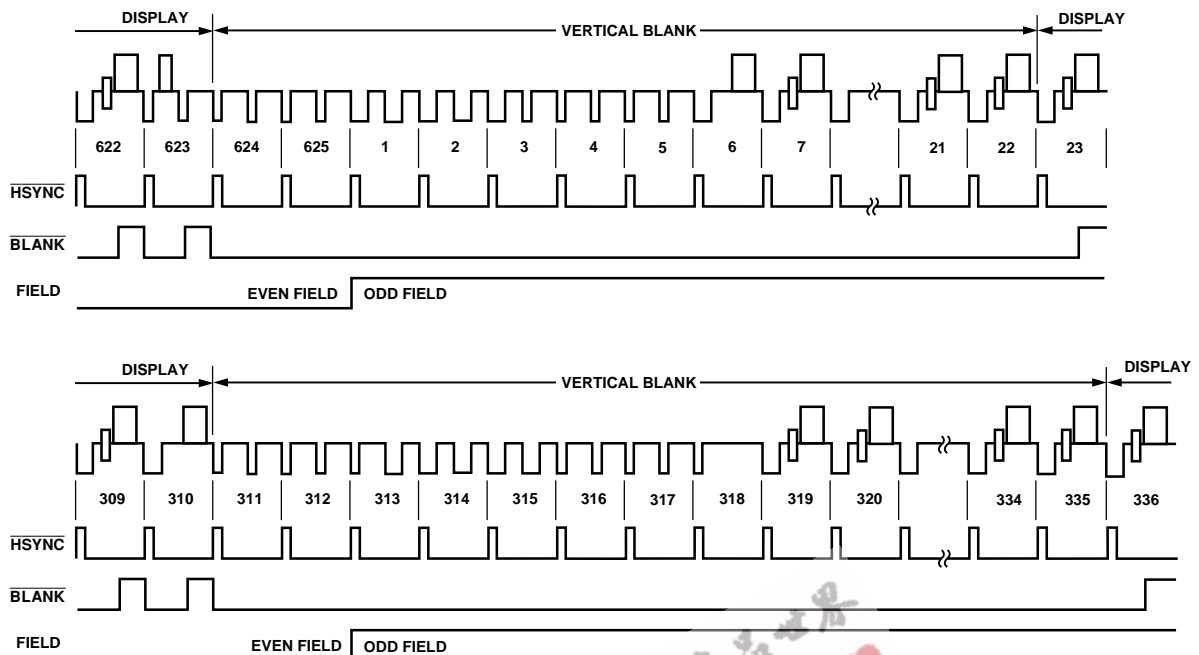 DISPLAY VERTICAL BLANK DISPLAY
622 623 624 625 1 2 3 4 5 6 7 21 22 23
HSYNC
BLANK
FIELD EVEN FIELD ODD FIELD
DISPLAY VERTICAL BLANK DISPLAY
309 310 311 312 313 314 315 316 317 318 319 320 334 335 336
HSYNC
BLANK
FIELD EVEN FIELD ODD FIELD